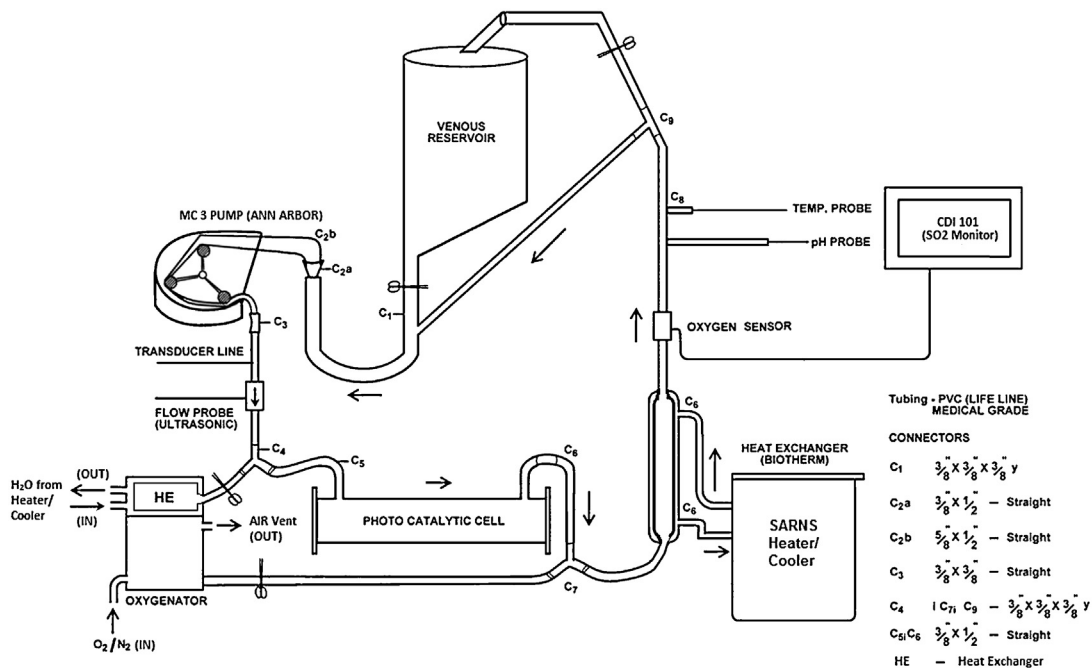 VENOUS
RESERVOIR
C9
MC 3 PUMP (ANN ARBOR)
C2b
C2a
C8
TEMP. PROBE
pH PROBE
CDI 101
(SO2 Monitor)
C1
C3
OXYGEN SENSOR
TRANSDUCER LINE
FLOW PROBE
(ULTRASONIC)
C4
C5
C6
C6
C6
HEAT EXCHANGER
(BIOTHERM)
SARNS
Heater/
Cooler
H2O from
Heater/
Cooler
(OUT)
(IN)
HE
AIR Vent
(OUT)
PHOTO CATALYTIC CELL
C7
OXYGENATOR
O2/N2 (IN)
Tubing - PVC (LIFE LINE)
MEDICAL GRADE
CONNECTORS
C1 3/8" X 3/8" X 3/8" y
C2a 3/8" X 1/2" – Straight
C2b 5/8" X 1/2" – Straight
C3 3/8" X 3/8" – Straight
C4 i C7i C9 – 3/8" X 3/8" X 3/8" y
C5iC6 3/8" X 1/2" – Straight
HE – Heat Exchanger